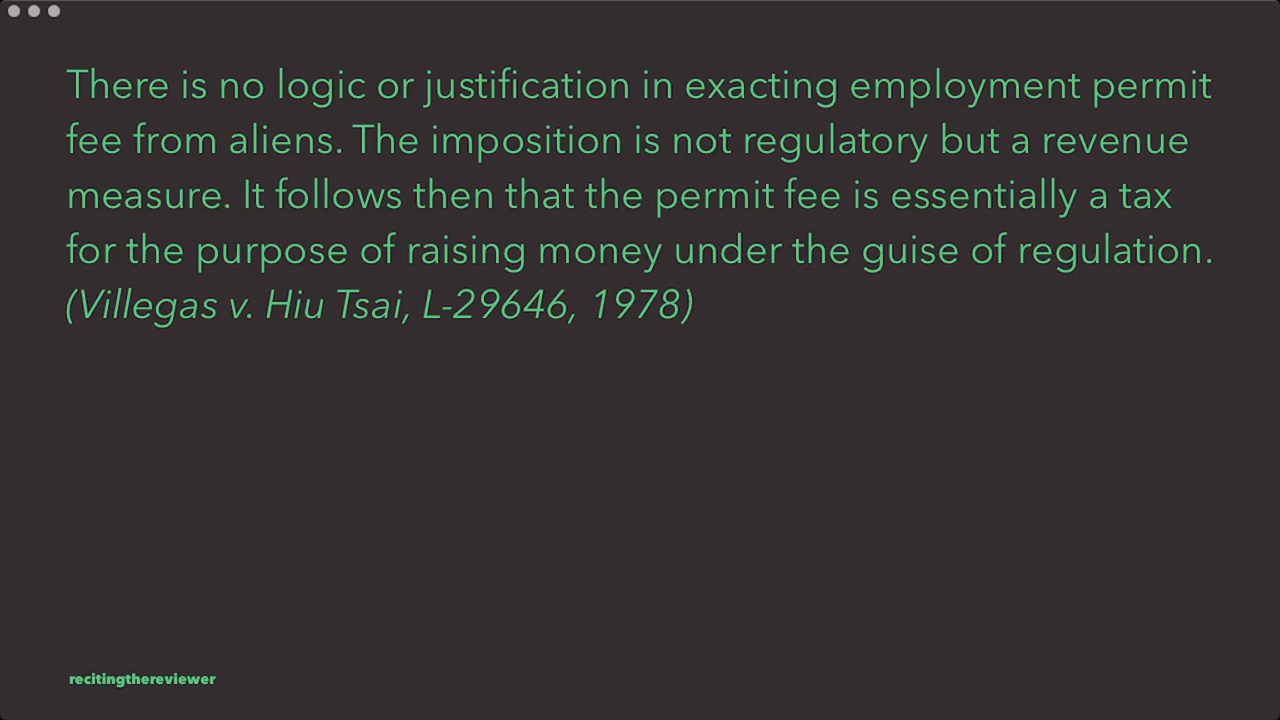 There is no logic or justification in exacting employment permit
fee from aliens. The imposition is not regulatory but a revenue
measure. It follows then that the permit fee is essentially a tax
for the purpose of raising money under the guise of regulation.
(Villegas v. Hiu Tsai, L-29646, 1978)
recitingthereviewer